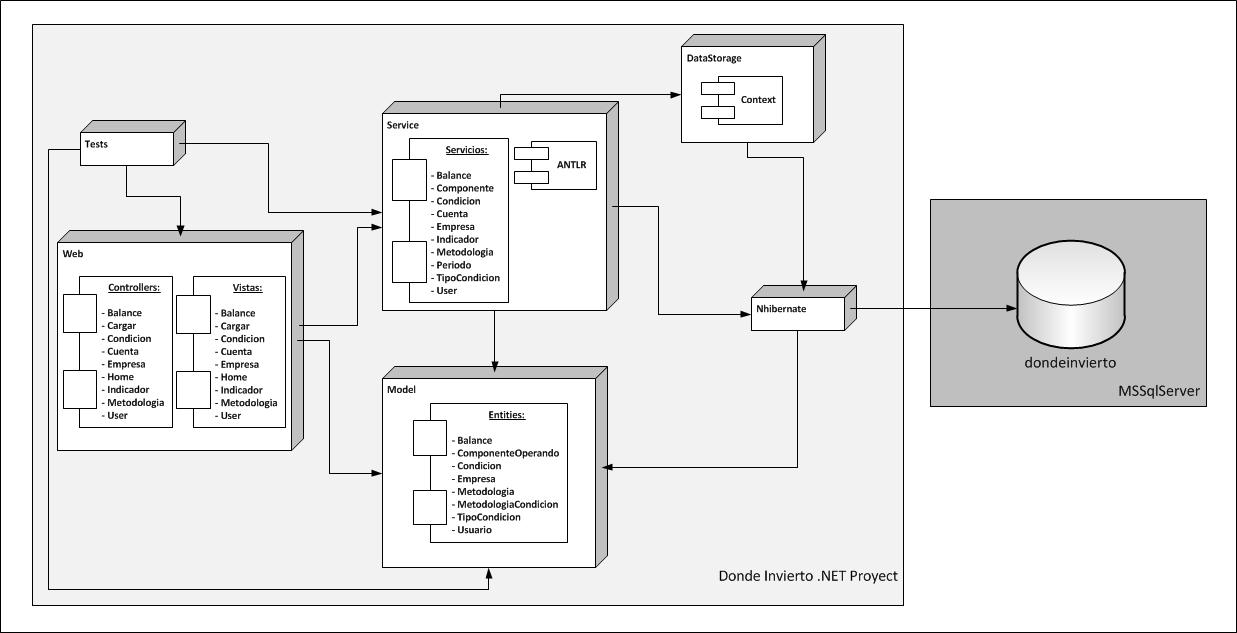 DataStorage
Context
Tests
Service
Servicios:
- Balance
- Componente
- Condicion
- Cuenta
- Empresa
- Indicador
- Metodologia
- Periodo
- TipoCondicion
- User
ANTLR
Web
Controllers:
- Balance
- Cargar
- Condicion
- Cuenta
- Empresa
- Home
- Indicador
- Metodologia
- User
Vistas:
- Balance
- Cargar
- Condicion
- Cuenta
- Empresa
- Home
- Indicador
- Metodologia
- User
Nhibernate
dondeinvierto
MSSqlServer
Model
Entities:
- Balance
- ComponenteOperando
- Condicion
- Empresa
- Metodologia
- MetodologiaCondicion
- TipoCondicion
- Usuario
Donde Invierto .NET Proyect